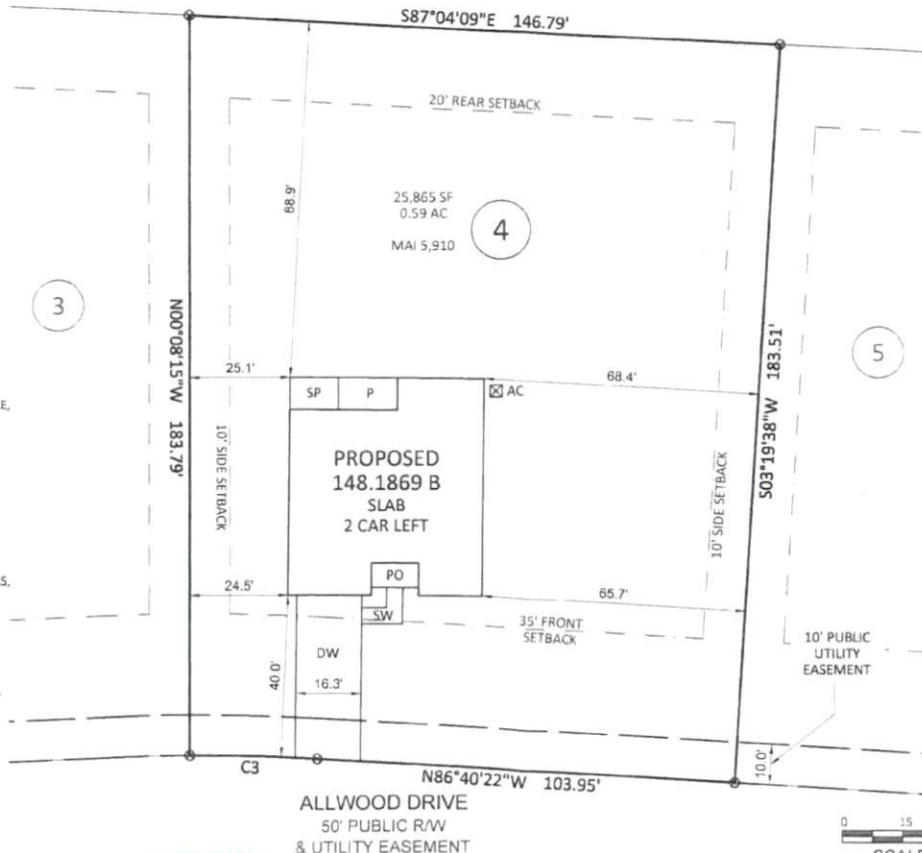 S87°04'09"E 146.79'
20' REAR SETBACK
88.9'
25,865 SF
0.59 AC
MAI 5,910
4
3
5
N00°08'15"W 183.79'
S03°19'38"W 183.51'
25.1'
68.4'
SP
P
AC
E,
10' SIDE SETBACK
PROPOSED
148.1869 B
SLAB
2 CAR LEFT
10' SIDE SETBACK
S,
24.5'
PO
65.7'
SW
35' FRONT
SETBACK
10' PUBLIC
UTILITY
EASEMENT
DW
16.3'
40.0'
10.0'
C3
N86°40'22"W 103.95'
ALLWOOD DRIVE
50' PUBLIC R/W
& UTILITY EASEMENT
0 15